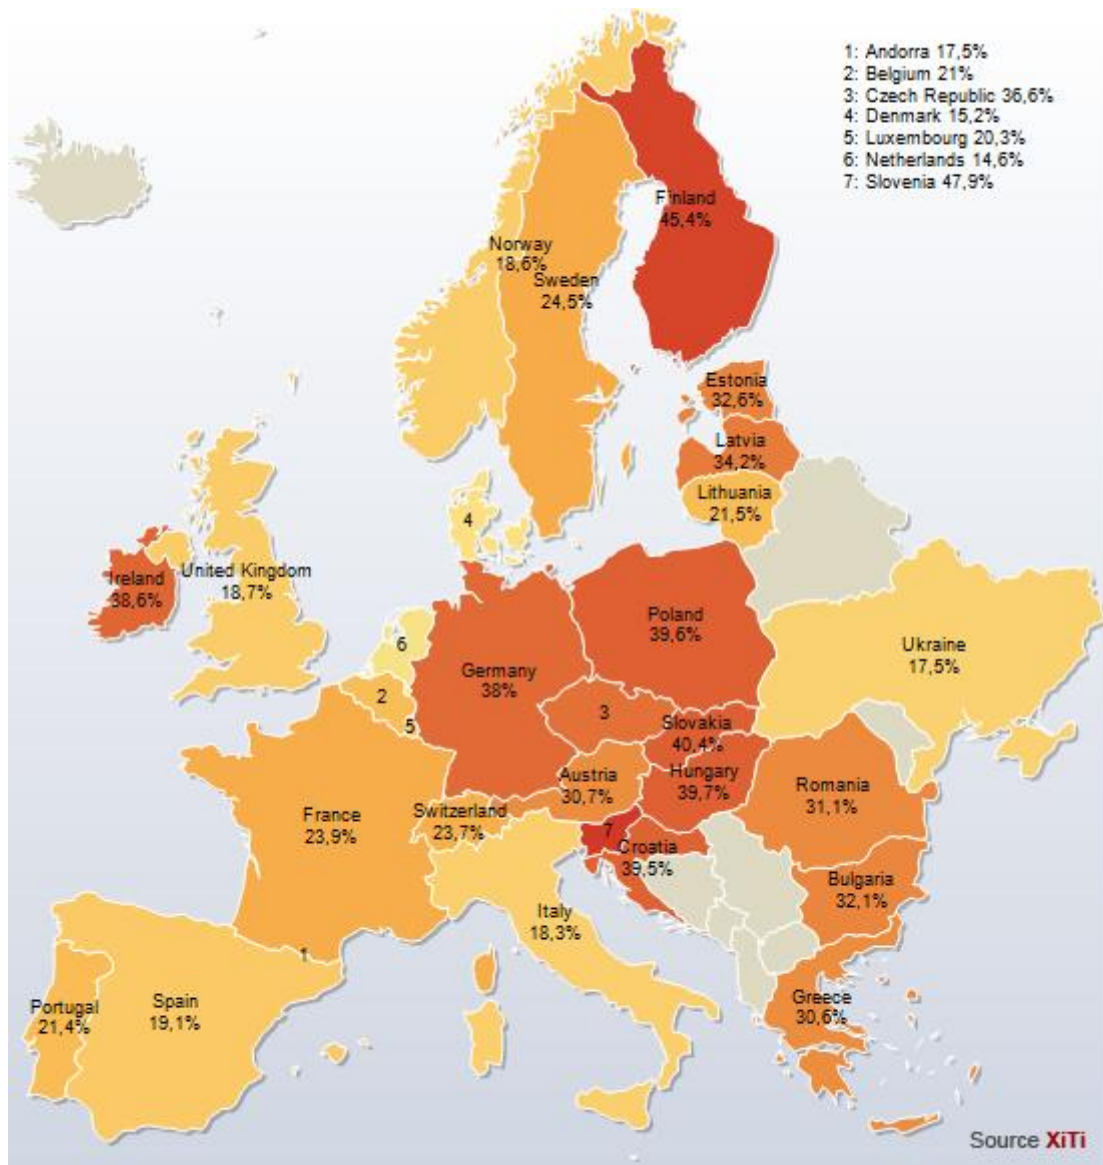 1: Andorra 17,5%
2: Belgium 21%
3: Czech Republic 36,6%
4: Denmark 15,2%
5: Luxembourg 20,3%
6: Netherlands 14,6%
7: Slovenia 47,9%
Finland
45,4%
Norway
18,6%
Sweden
24,5%
Estonia
32,6%
Latvia
34,2%
Lithuania
21,5%
4
Ireland
38,6%
United Kingdom
18,7%
Poland
39,6%
Ukraine
17,5%
6
Germany
38%
2
3
5
Slovakia
40,4%
Austria
30,7%
Hungary
39,7%
Romania
31,1%
France
23,9%
Switzerland
23,7%
7
Croatia
39,5%
Bulgaria
32,1%
Italy
18,3%
1
Portugal
21,4%
Spain
19,1%
Greece
30,6%
Source XiTi